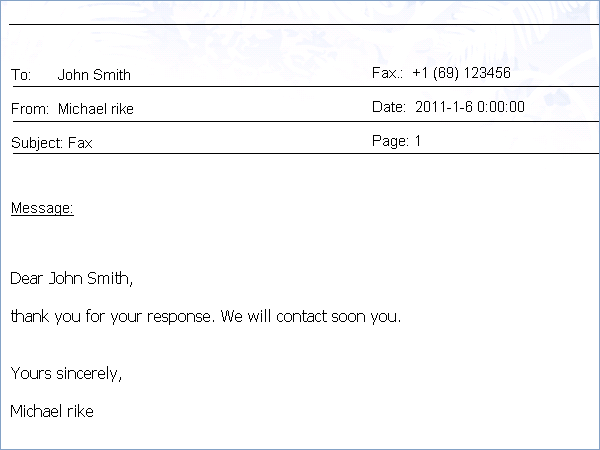 To: John Smith Fax.: +1 (69) 123456
From: Michael rike Date: 2011-1-6 0:00:00
Subject: Fax Page: 1
Message:
Dear John Smith,
thank you for your response. We will contact soon you.
Yours sincerely,
Michael rike